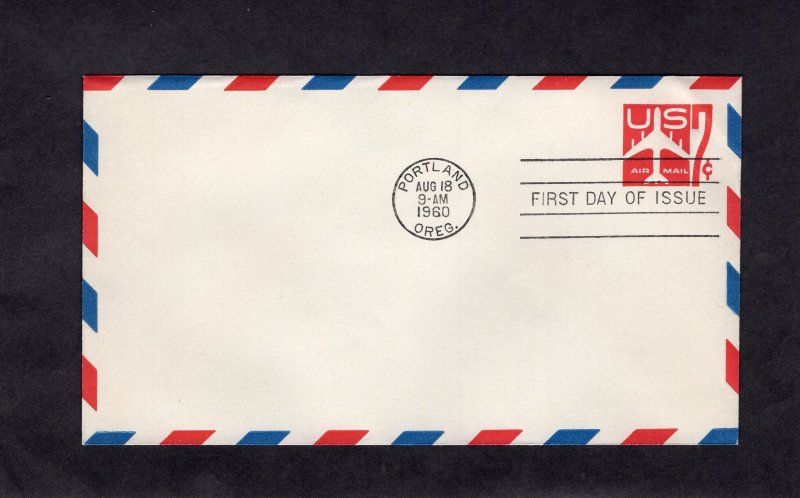 PORTLAND
AUG 18
9-AM
1960
OREG.
US 7¢
AIR MAIL
FIRST DAY OF ISSUE